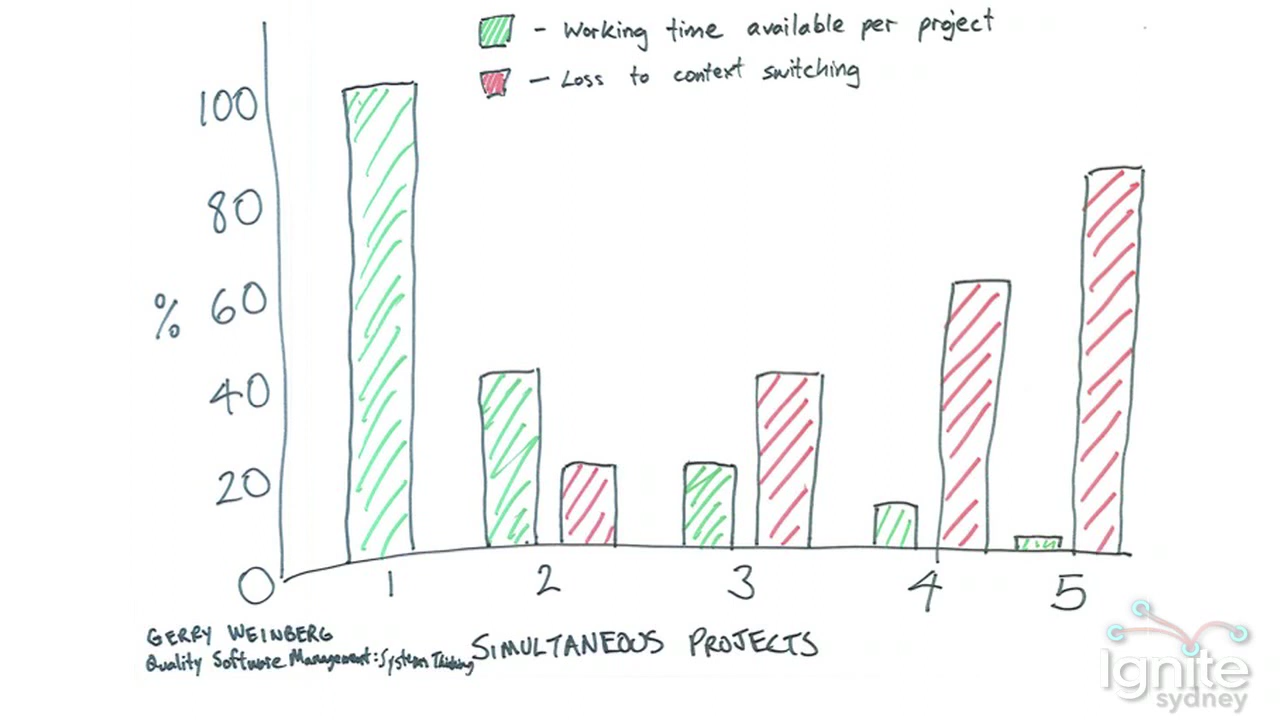 - Working time available per project
- Loss to context switching
100
80
% 60
40
20
0
1 2 3 4 5
SIMULTANEOUS PROJECTS
GERRY WEINBERG
Quality Software Management: System Thinking
Ignite
sydney